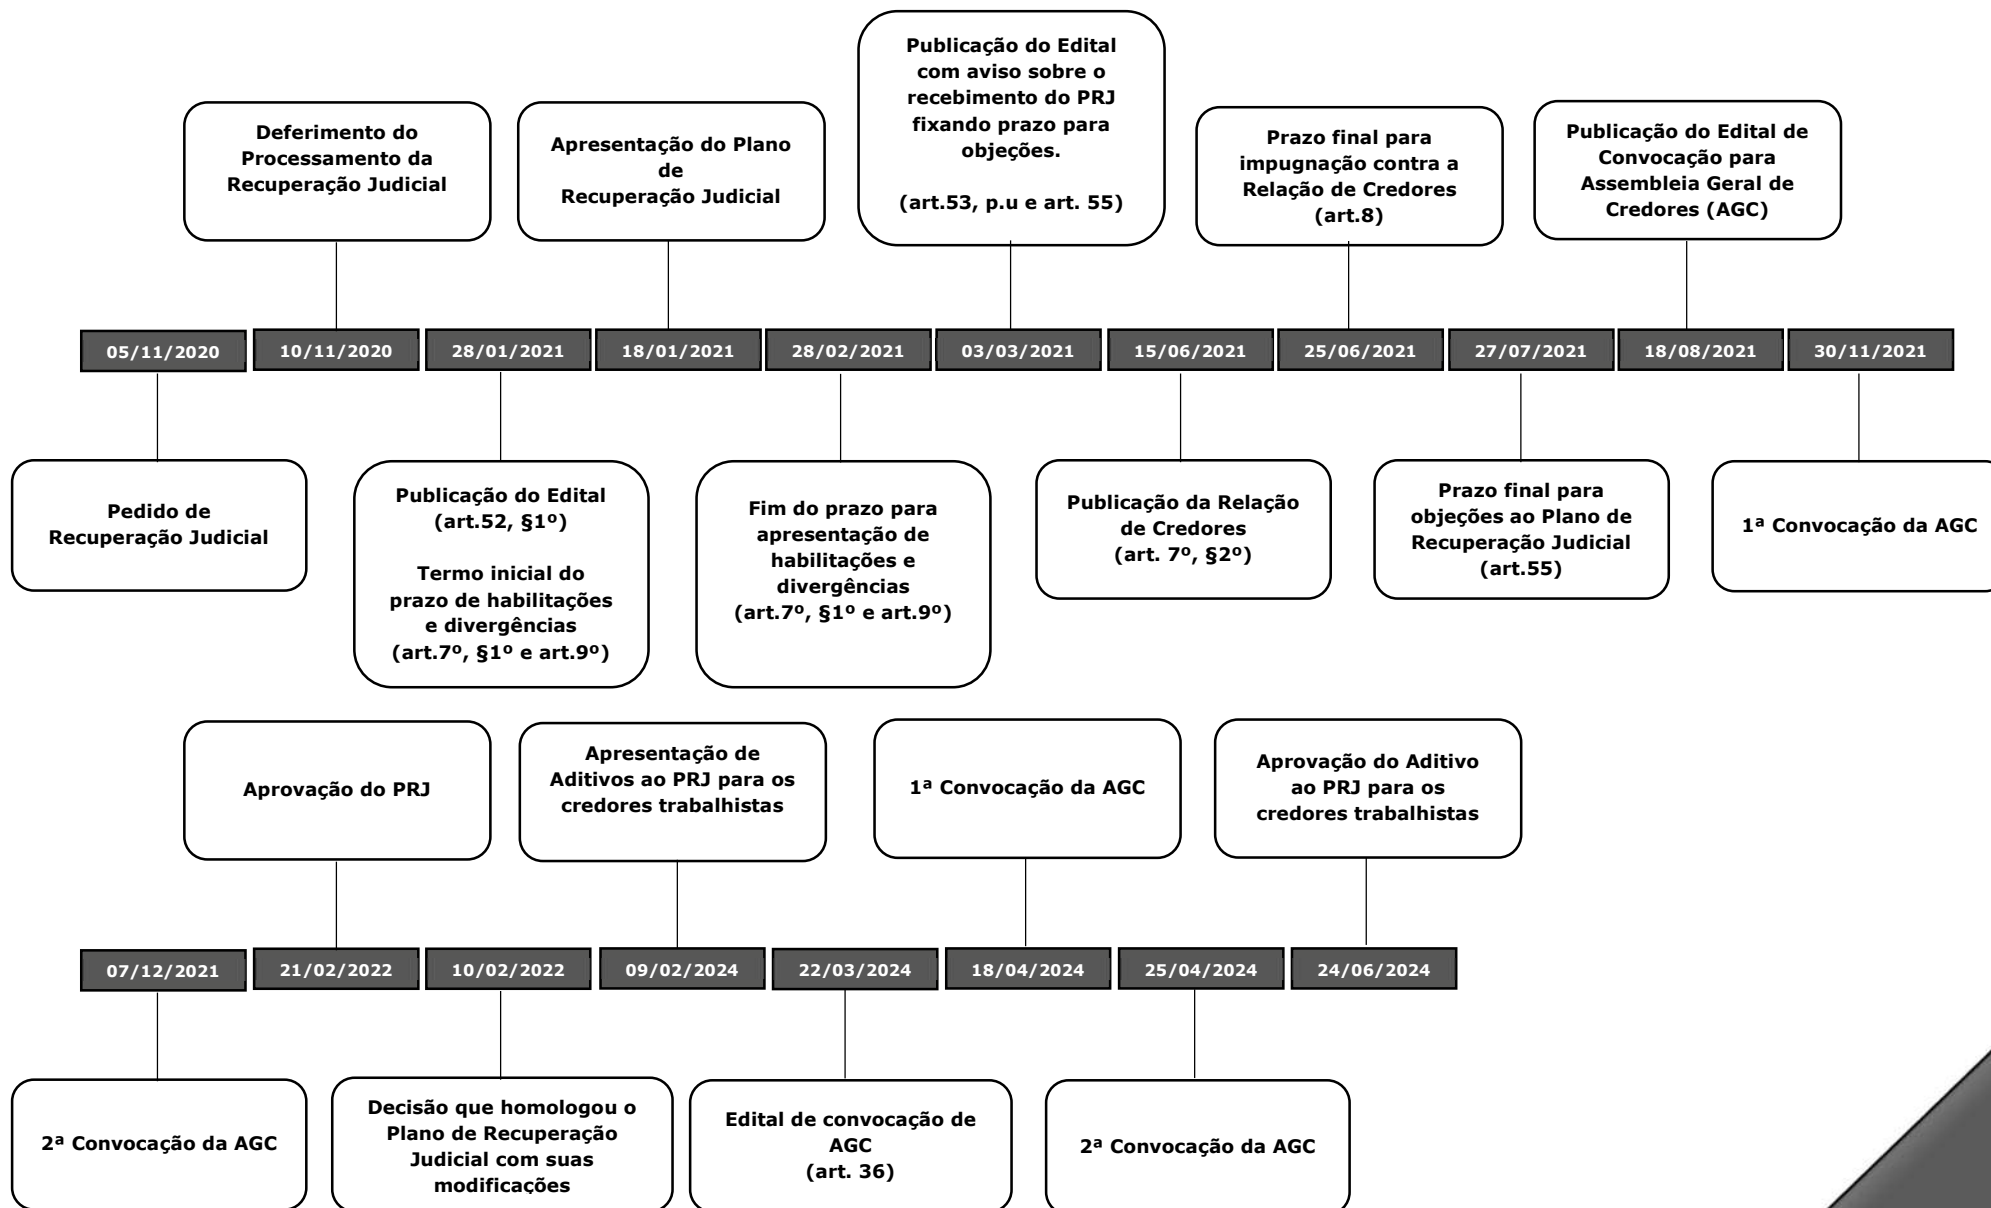 Publicação do Edital
com aviso sobre o
recebimento do PRJ
fixando prazo para
objeções.
(art.53, p.u e art. 55)
Deferimento do
Processamento da
Recuperação Judicial
Apresentação do Plano
de
Recuperação Judicial
Prazo final para
impugnação contra a
Relação de Credores
(art.8)
Publicação do Edital de
Convocação para
Assembleia Geral de
Credores (AGC)
05/11/2020
10/11/2020
28/01/2021
18/01/2021
28/02/2021
03/03/2021
15/06/2021
25/06/2021
27/07/2021
18/08/2021
30/11/2021
Pedido de
Recuperação Judicial
Publicação do Edital
(art.52, §1º)
Termo inicial do
prazo de habilitações
e divergências
(art.7º, §1º e art.9º)
Fim do prazo para
apresentação de
habilitações e
divergências
(art.7º, §1º e art.9º)
Publicação da Relação
de Credores
(art. 7º, §2º)
Prazo final para
objeções ao Plano de
Recuperação Judicial
(art.55)
1ª Convocação da AGC
Aprovação do PRJ
Apresentação de
Aditivos ao PRJ para os
credores trabalhistas
1ª Convocação da AGC
Aprovação do Aditivo
ao PRJ para os
credores trabalhistas
07/12/2021
21/02/2022
10/02/2022
09/02/2024
22/03/2024
18/04/2024
25/04/2024
24/06/2024
2ª Convocação da AGC
Decisão que homologou o
Plano de Recuperação
Judicial com suas
modificações
Edital de convocação de
AGC
(art. 36)
2ª Convocação da AGC